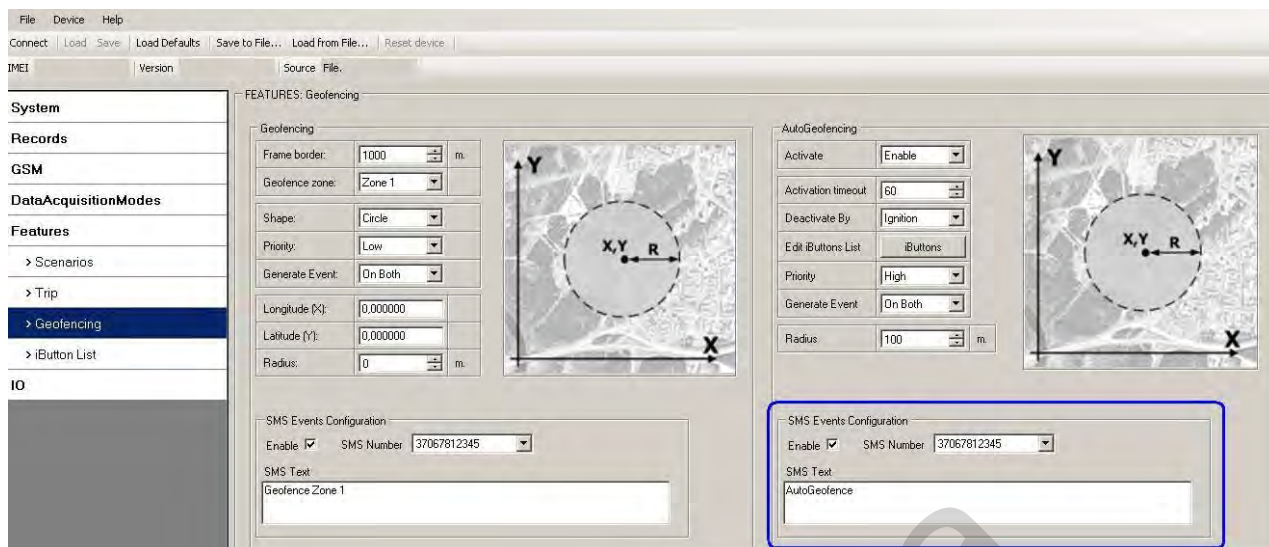 File Device Help
Connect Load Save Load Defaults Save to File... Load from File... Reset device
IMEI Version Source File.
System
Records
GSM
DataAcquisitionModes
Features
> Scenarios
> Trip
> Geofencing
> iButton List
IO
FEATURES: Geofencing
Geofencing
Frame border: 1000 m.
Geofence zone: Zone 1
Shape: Circle
Priority: Low
Generate Event: On Both
Longitude (X): 0,000000
Latitude (Y): 0,000000
Radius: 0 m.
Y
X,Y R
X
SMS Events Configuration
Enable SMS Number 37067812345
SMS Text
Geofence Zone 1
AutoGeofencing
Activate Enable
Activation timeout 60
Deactivate By Ignition
Edit iButtons List iButtons
Priority High
Generate Event On Both
Radius 100 m.
Y
X,Y R
X
SMS Events Configuration
Enable SMS Number 37067812345
SMS Text
AutoGeofence